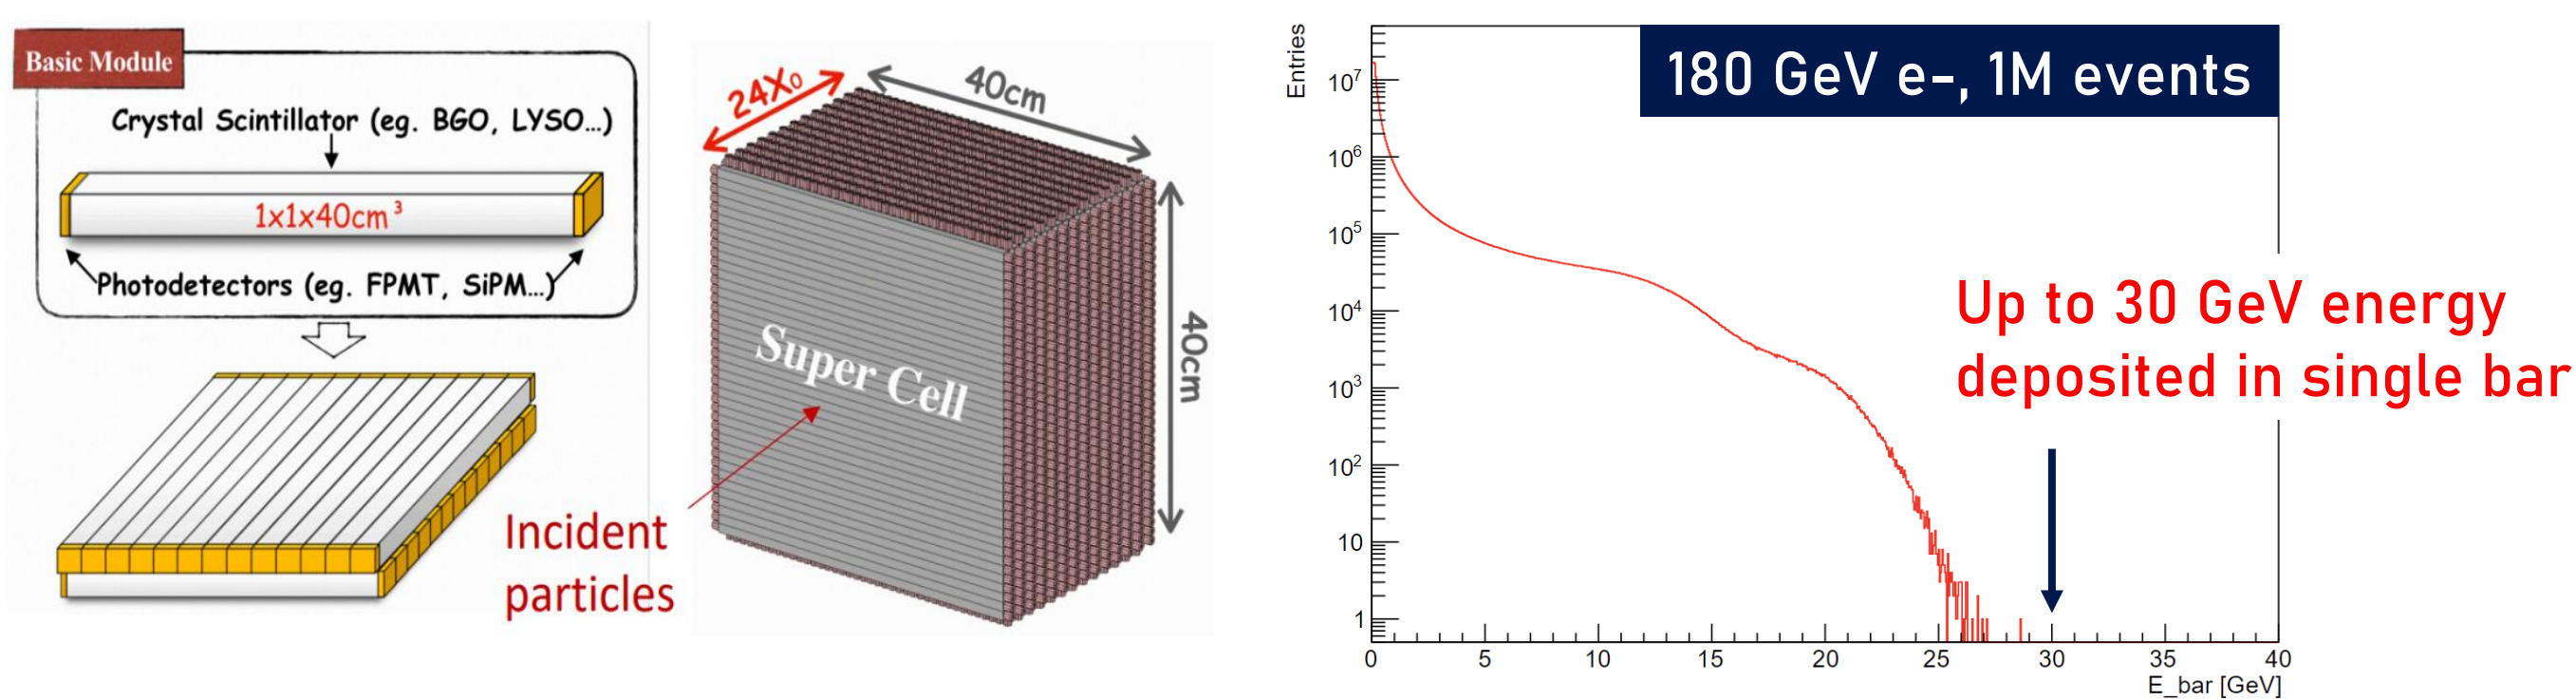 Basic Module
Crystal Scintillator (eg. BGO, LYSO...)
1x1x40cm³
Photodetectors (eg. FPMT, SiPM...)
24X₀
40cm
40cm
Super Cell
Incident
particles
Entries
10⁷
10⁶
10⁵
10⁴
10³
10²
10
1
180 GeV e-, 1M events
Up to 30 GeV energy
deposited in single bar
0 5 10 15 20 25 30 35 40
E_bar [GeV]